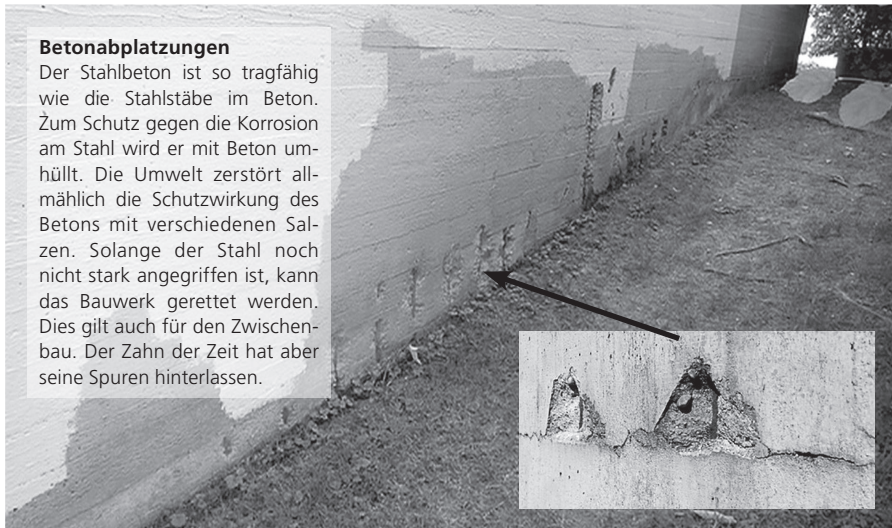 Betonabplatzungen
Der Stahlbeton ist so tragfähig
wie die Stahlstäbe im Beton.
Zum Schutz gegen die Korrosion
am Stahl wird er mit Beton um-
hüllt. Die Umwelt zerstört all-
mählich die Schutzwirkung des
Betons mit verschiedenen Sal-
zen. Solange der Stahl noch
nicht stark angegriffen ist, kann
das Bauwerk gerettet werden.
Dies gilt auch für den Zwischen-
bau. Der Zahn der Zeit hat aber
seine Spuren hinterlassen.